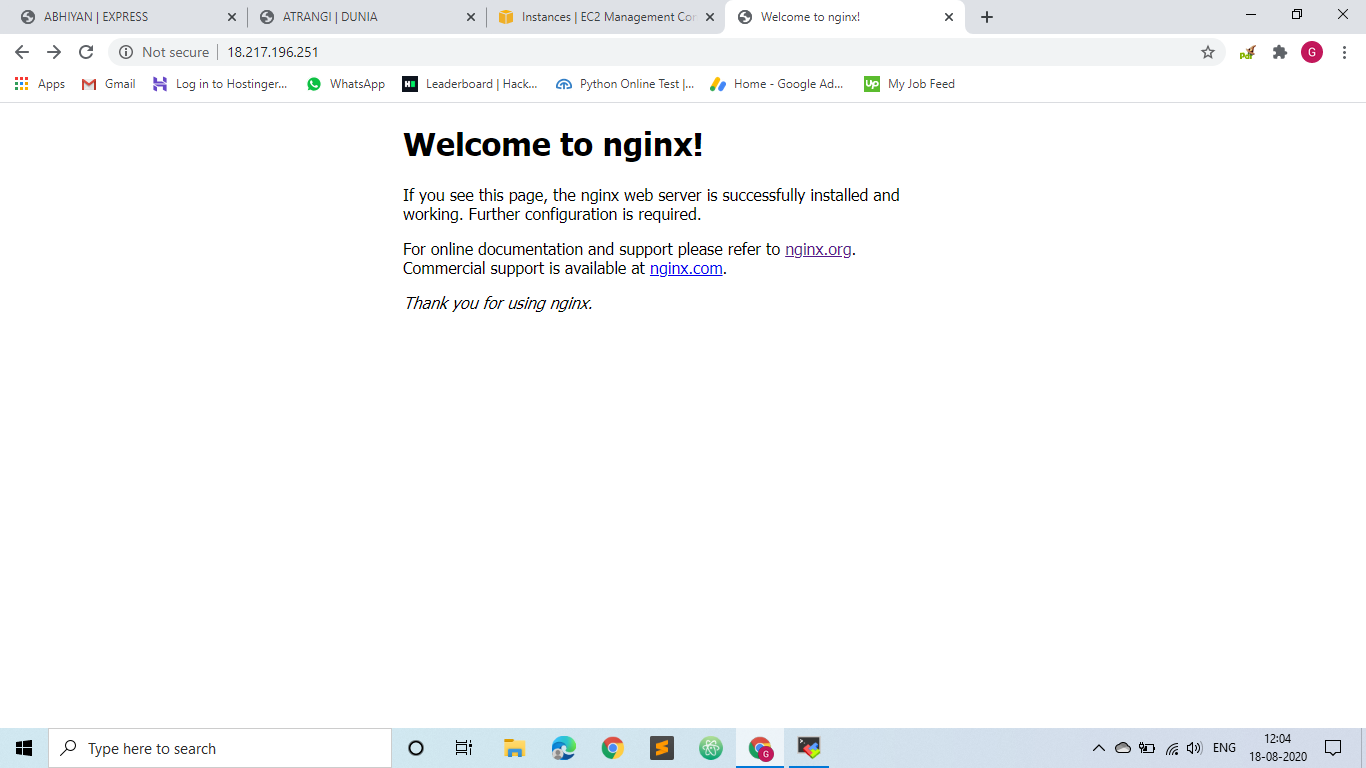 ABHIYAN | EXPRESS
ATRANGI | DUNIA
Instances | EC2 Management Con
Welcome to nginx!
Not secure | 18.217.196.251
G
Apps
Gmail
Log in to Hostinger...
WhatsApp
Leaderboard | Hack...
Python Online Test |...
Home - Google Ad...
Up
My Job Feed
Welcome to nginx!
If you see this page, the nginx web server is successfully installed and
working. Further configuration is required.
For online documentation and support please refer to nginx.org.
Commercial support is available at nginx.com.
Thank you for using nginx.
Type here to search
G
ENG
12:04
18-08-2020